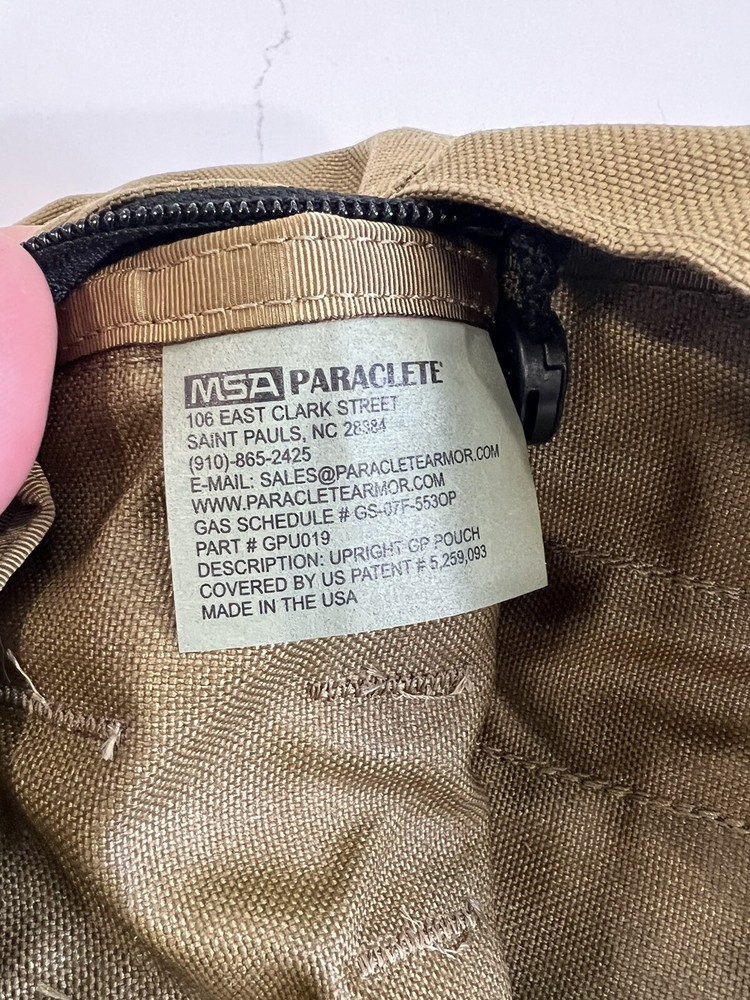 MSA PARACLETE
106 EAST CLARK STREET
SAINT PAULS, NC 28384
(910)-865-2425
E-MAIL: SALES@PARACLETEARMOR.COM
WWW.PARACLETEARMOR.COM
GAS SCHEDULE # GS-07F-553OP
PART # GPU019
DESCRIPTION: UPRIGHT GP POUCH
COVERED BY US PATENT # 5,259,093
MADE IN THE USA